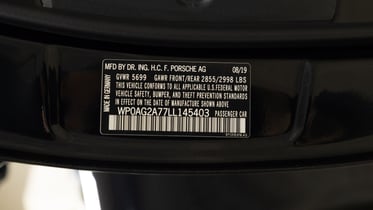 MFD BY DR. ING. H.C. F. PORSCHE AG 08/19
GVWR 5699 GAWR FRONT/REAR 2855/2998 LBS
THIS VEHICLE CONFORMS TO ALL APPLICABLE U.S. FEDERAL MOTOR
VEHICLE SAFETY, BUMPER, AND THEFT PREVENTION STANDARDS IN
EFFECT ON THE DATE OF MANUFACTURE SHOWN ABOVE.
WP0AG2A77LL145403 PASSENGER CAR
MADE IN GERMANY